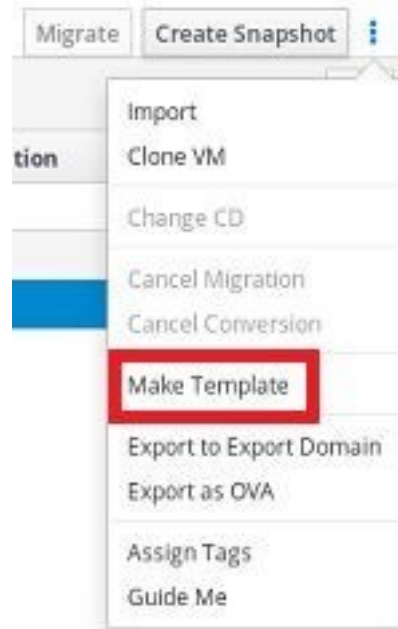 Migrate Create Snapshot
Import
tion
Clone VM
Change CD
Cancel Migration
Cancel Conversion
Make Template
Export to Export Domain
Export as OVA
Assign Tags
Guide Me